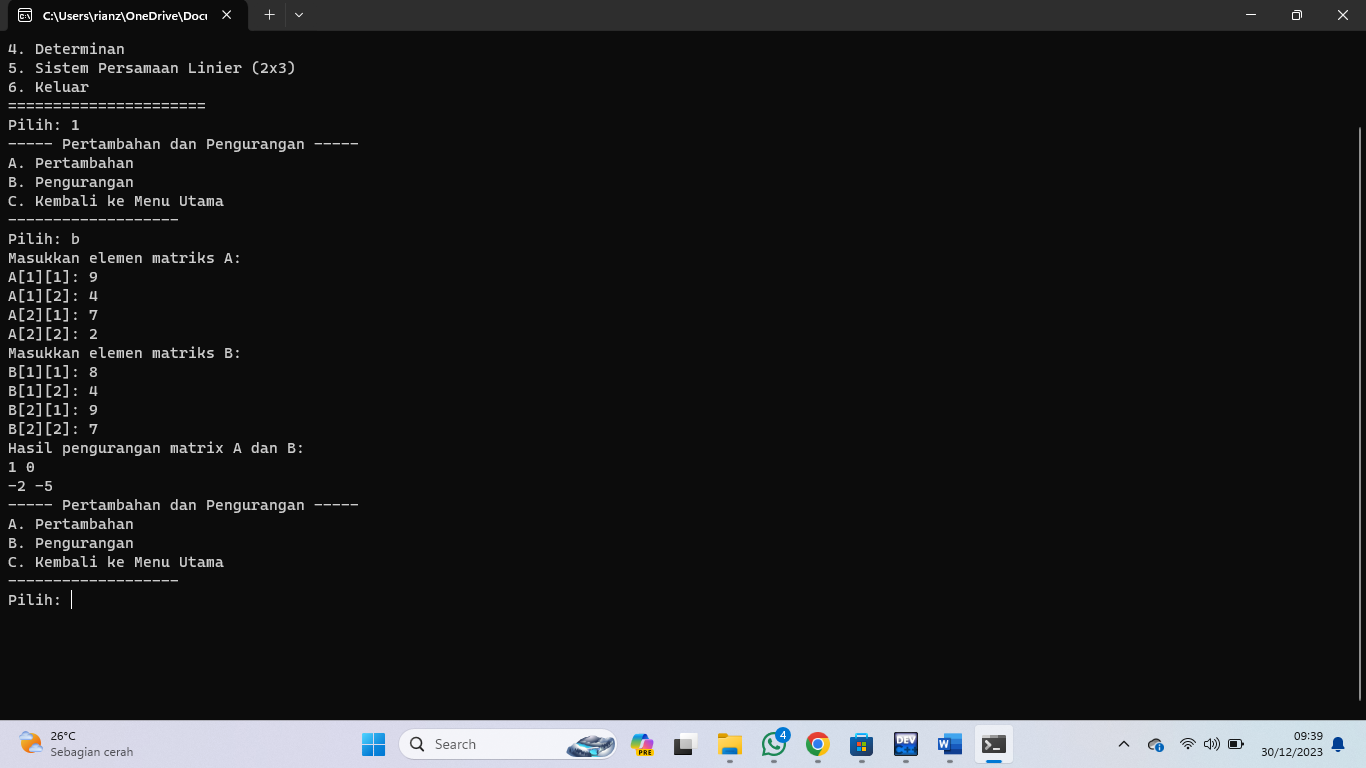 C:\Users\rianz\OneDrive\Docu
4. Determinan
5. Sistem Persamaan Linier (2x3)
6. Keluar
======================
Pilih: 1
----- Pertambahan dan Pengurangan -----
A. Pertambahan
B. Pengurangan
C. Kembali ke Menu Utama
-------------------
Pilih: b
Masukkan elemen matriks A:
A[1][1]: 9
A[1][2]: 4
A[2][1]: 7
A[2][2]: 2
Masukkan elemen matriks B:
B[1][1]: 8
B[1][2]: 4
B[2][1]: 9
B[2][2]: 7
Hasil pengurangan matrix A dan B:
1 0
-2 -5
----- Pertambahan dan Pengurangan -----
A. Pertambahan
B. Pengurangan
C. Kembali ke Menu Utama
-------------------
Pilih:
26°C
Sebagian cerah
Search
PRE
4
DEV
09:39
30/12/2023